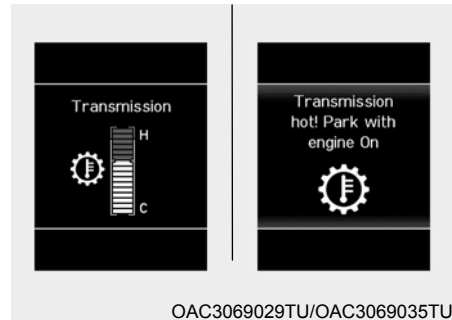 Transmission
H
C
Transmission
hot! Park with
engine On
OAC3069029TU/OAC3069035TU